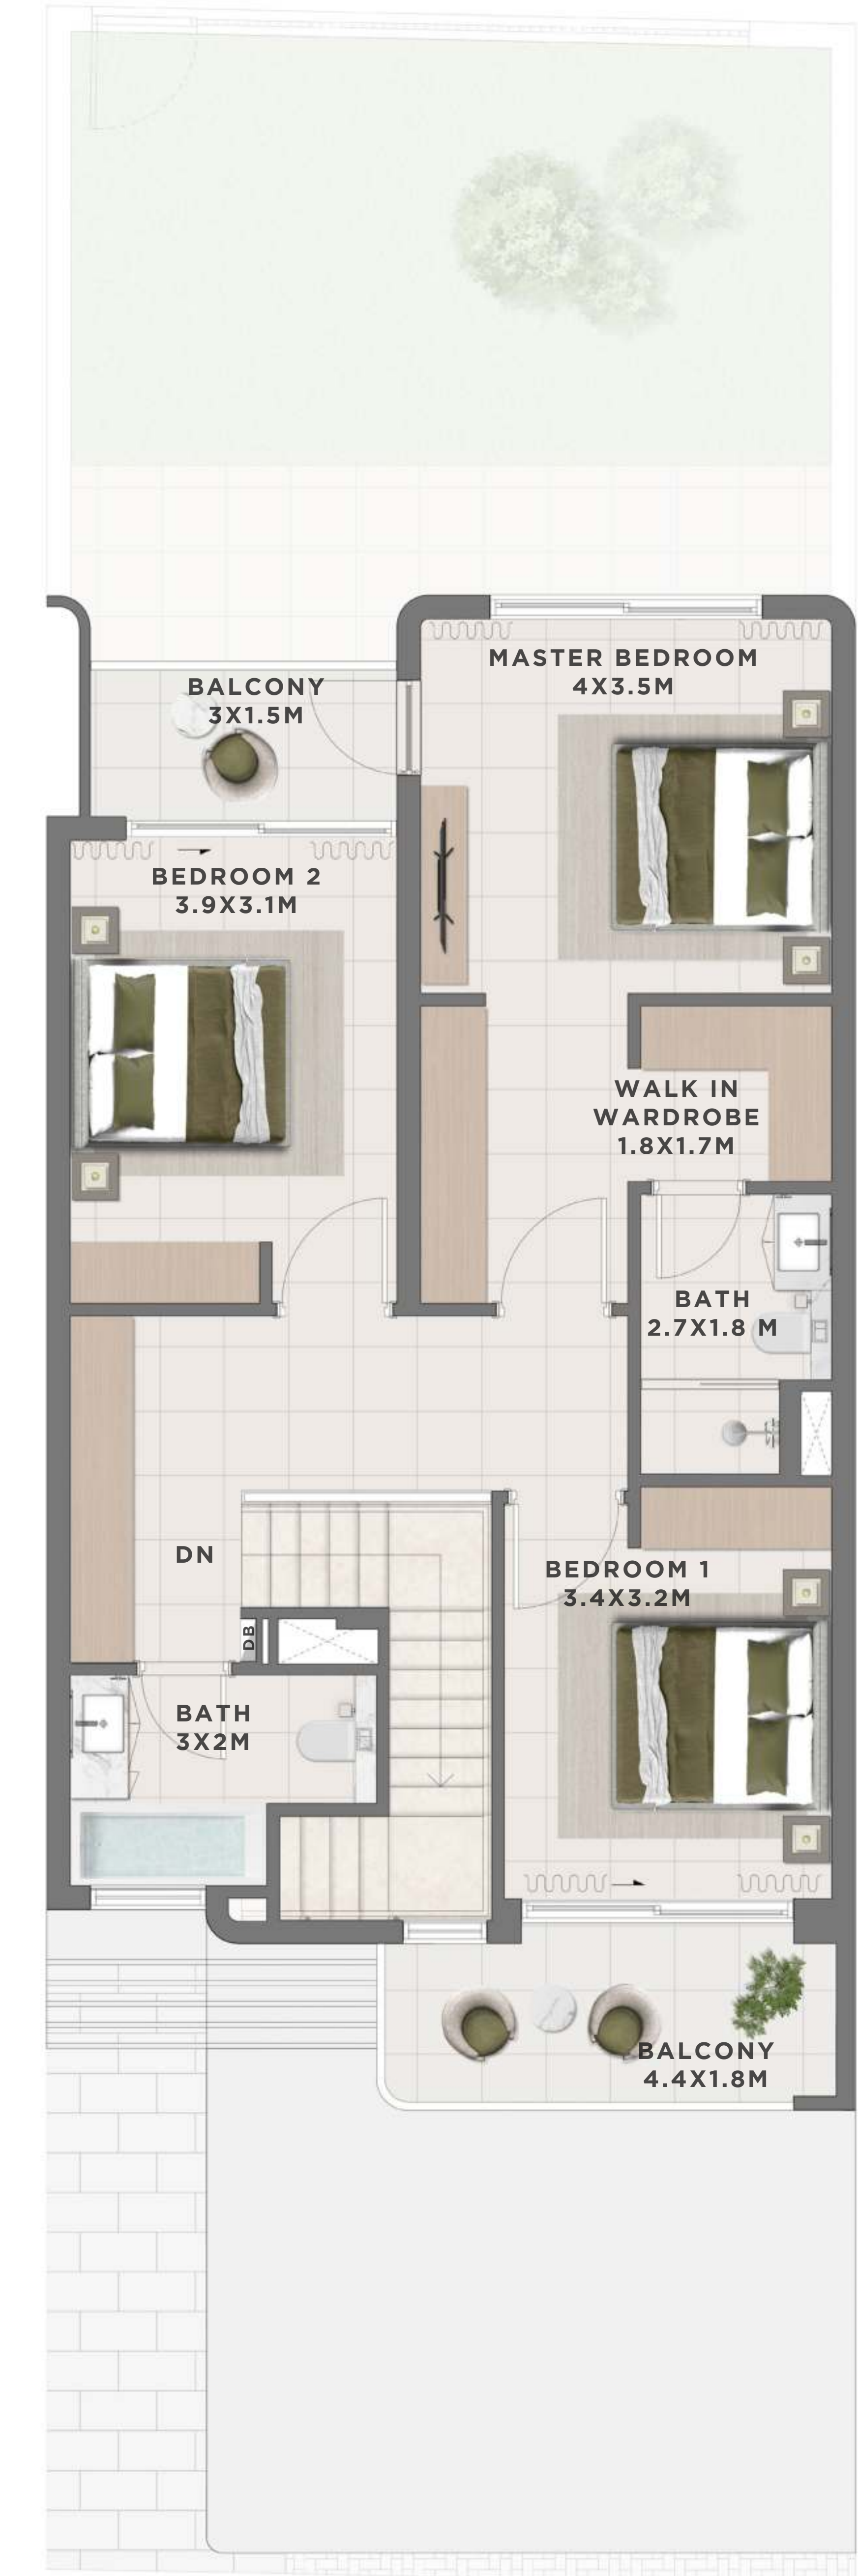 MASTER BEDROOM
4X3.5M
BALCONY
3X1.5M
BEDROOM 2
3.9X3.1M
WALK IN
WARDROBE
1.8X1.7M
BATH
2.7X1.8 M
DN
BEDROOM 1
3.4X3.2M
DB
BATH
3X2M
BALCONY
4.4X1.8M